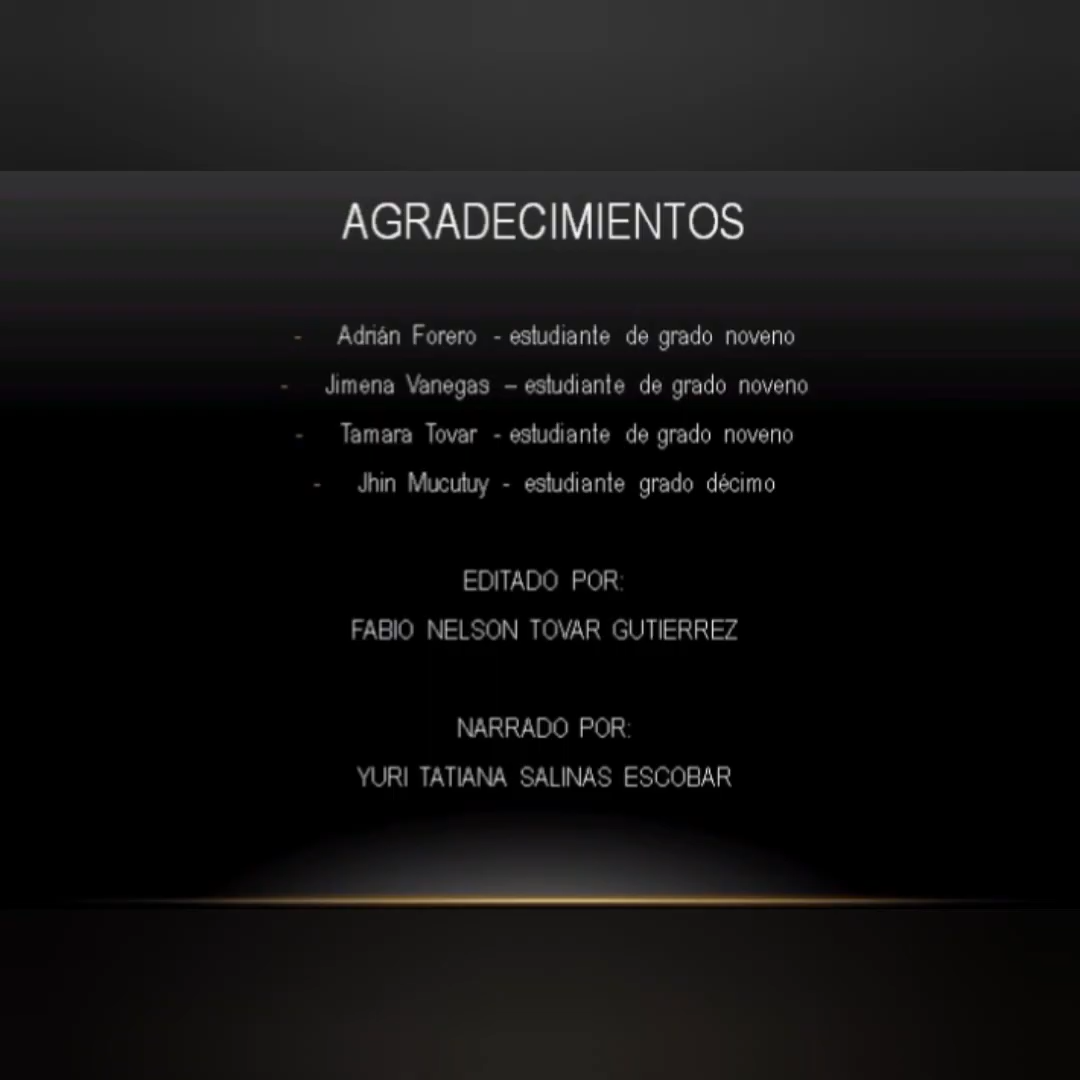 AGRADECIMIENTOS
- Adrián Forero - estudiante de grado noveno
- Jimena Vanegas – estudiante de grado noveno
- Tamara Tovar - estudiante de grado noveno
- Jhin Mucutuy - estudiante grado décimo
EDITADO POR:
FABIO NELSON TOVAR GUTIERREZ
NARRADO POR:
YURI TATIANA SALINAS ESCOBAR